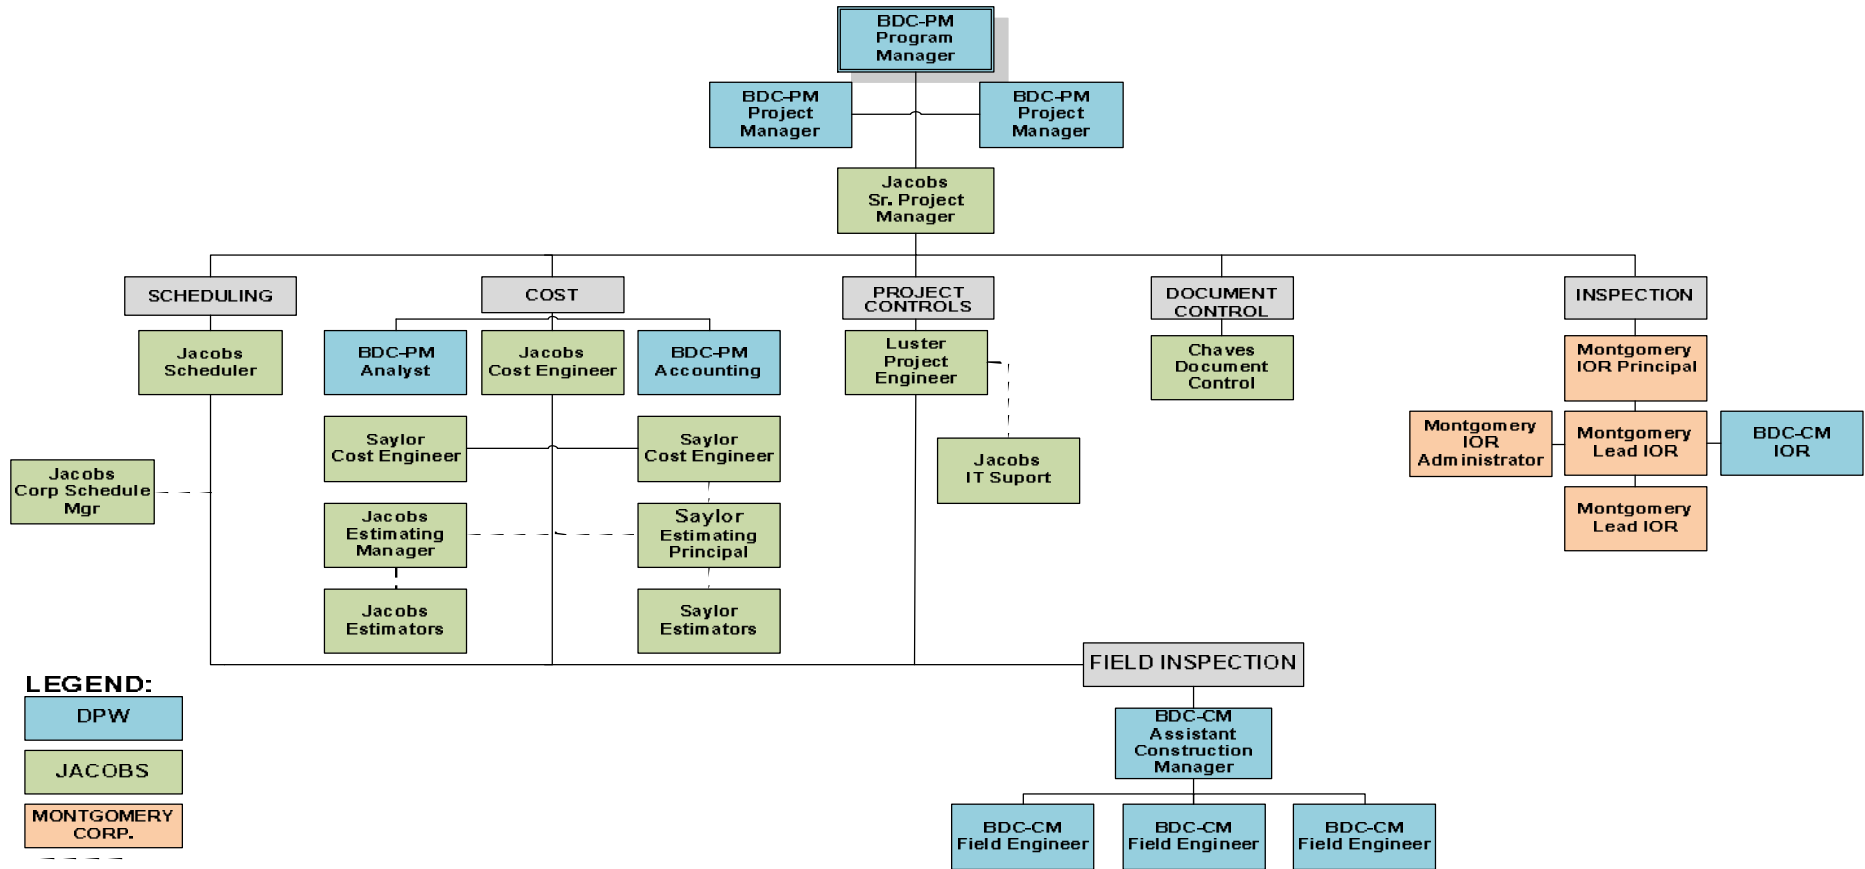 BDC-PM
Program
Manager
BDC-PM
Project
Manager
BDC-PM
Project
Manager
Jacobs
Sr. Project
Manager
SCHEDULING
COST
PROJECT
CONTROLS
DOCUMENT
CONTROL
INSPECTION
Jacobs
Scheduler
BDC-PM
Analyst
Jacobs
Cost Engineer
BDC-PM
Accounting
Luster
Project
Engineer
Chaves
Document
Control
Montgomery
IOR Principal
Saylor
Cost Engineer
Saylor
Cost Engineer
Montgomery
IOR
Administrator
Montgomery
Lead IOR
BDC-CM
IOR
Jacobs
Corp Schedule
Mgr
Jacobs
IT Suport
Jacobs
Estimating
Manager
Saylor
Estimating
Principal
Montgomery
Lead IOR
Jacobs
Estimators
Saylor
Estimators
FIELD INSPECTION
BDC-CM
Assistant
Construction
Manager
BDC-CM
Field Engineer
BDC-CM
Field Engineer
BDC-CM
Field Engineer
LEGEND:
DPW
JACOBS
MONTGOMERY
CORP.